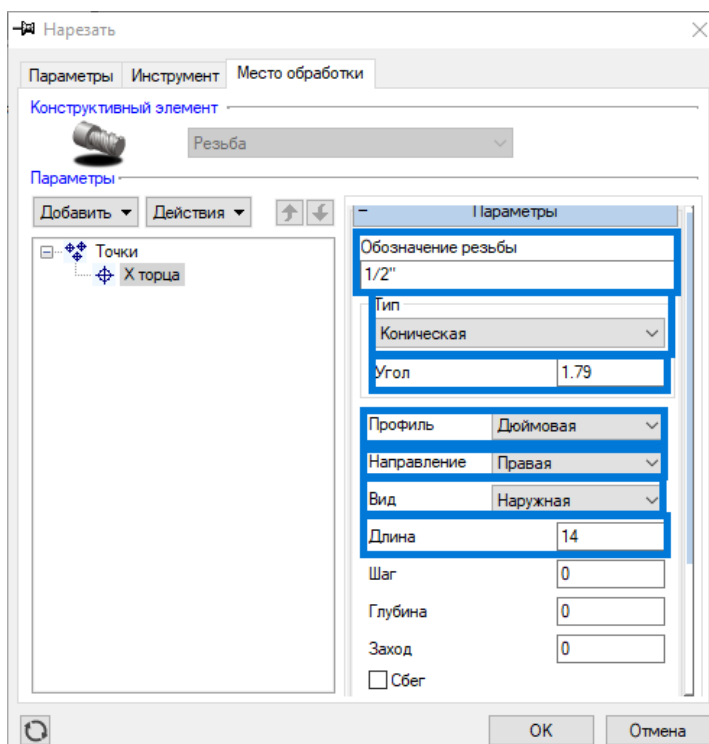 Нарезать
Параметры Инструмент Место обработки
Конструктивный элемент
Резьба
Параметры
Добавить Действия
Точки
X торца
Параметры
Обозначение резьбы
1/2"
Тип
Коническая
Угол 1.79
Профиль Дюймовая
Направление Правая
Вид Наружная
Длина 14
Шаг 0
Глубина 0
Заход 0
Сбег
OK Отмена